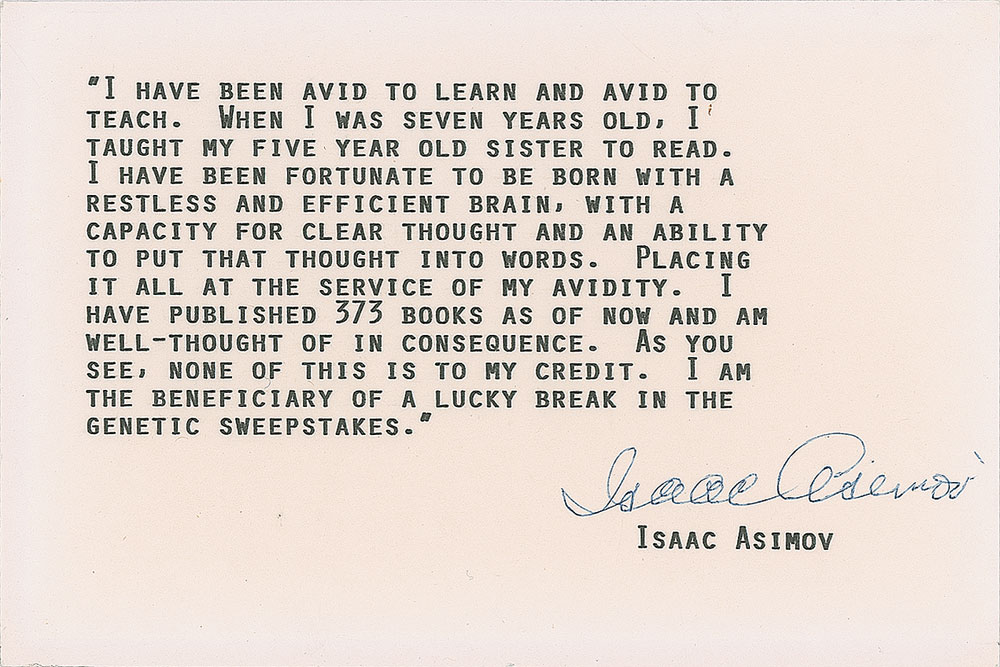 "I HAVE BEEN AVID TO LEARN AND AVID TO
TEACH.  WHEN I WAS SEVEN YEARS OLD, I
TAUGHT MY FIVE YEAR OLD SISTER TO READ.
I HAVE BEEN FORTUNATE TO BE BORN WITH A
RESTLESS AND EFFICIENT BRAIN, WITH A
CAPACITY FOR CLEAR THOUGHT AND AN ABILITY
TO PUT THAT THOUGHT INTO WORDS.  PLACING
IT ALL AT THE SERVICE OF MY AVIDITY.  I
HAVE PUBLISHED 373 BOOKS AS OF NOW AND AM
WELL-THOUGHT OF IN CONSEQUENCE.  AS YOU
SEE, NONE OF THIS IS TO MY CREDIT.  I AM
THE BENEFICIARY OF A LUCKY BREAK IN THE
GENETIC SWEEPSTAKES."
Isaac Asimov
ISAAC ASIMOV